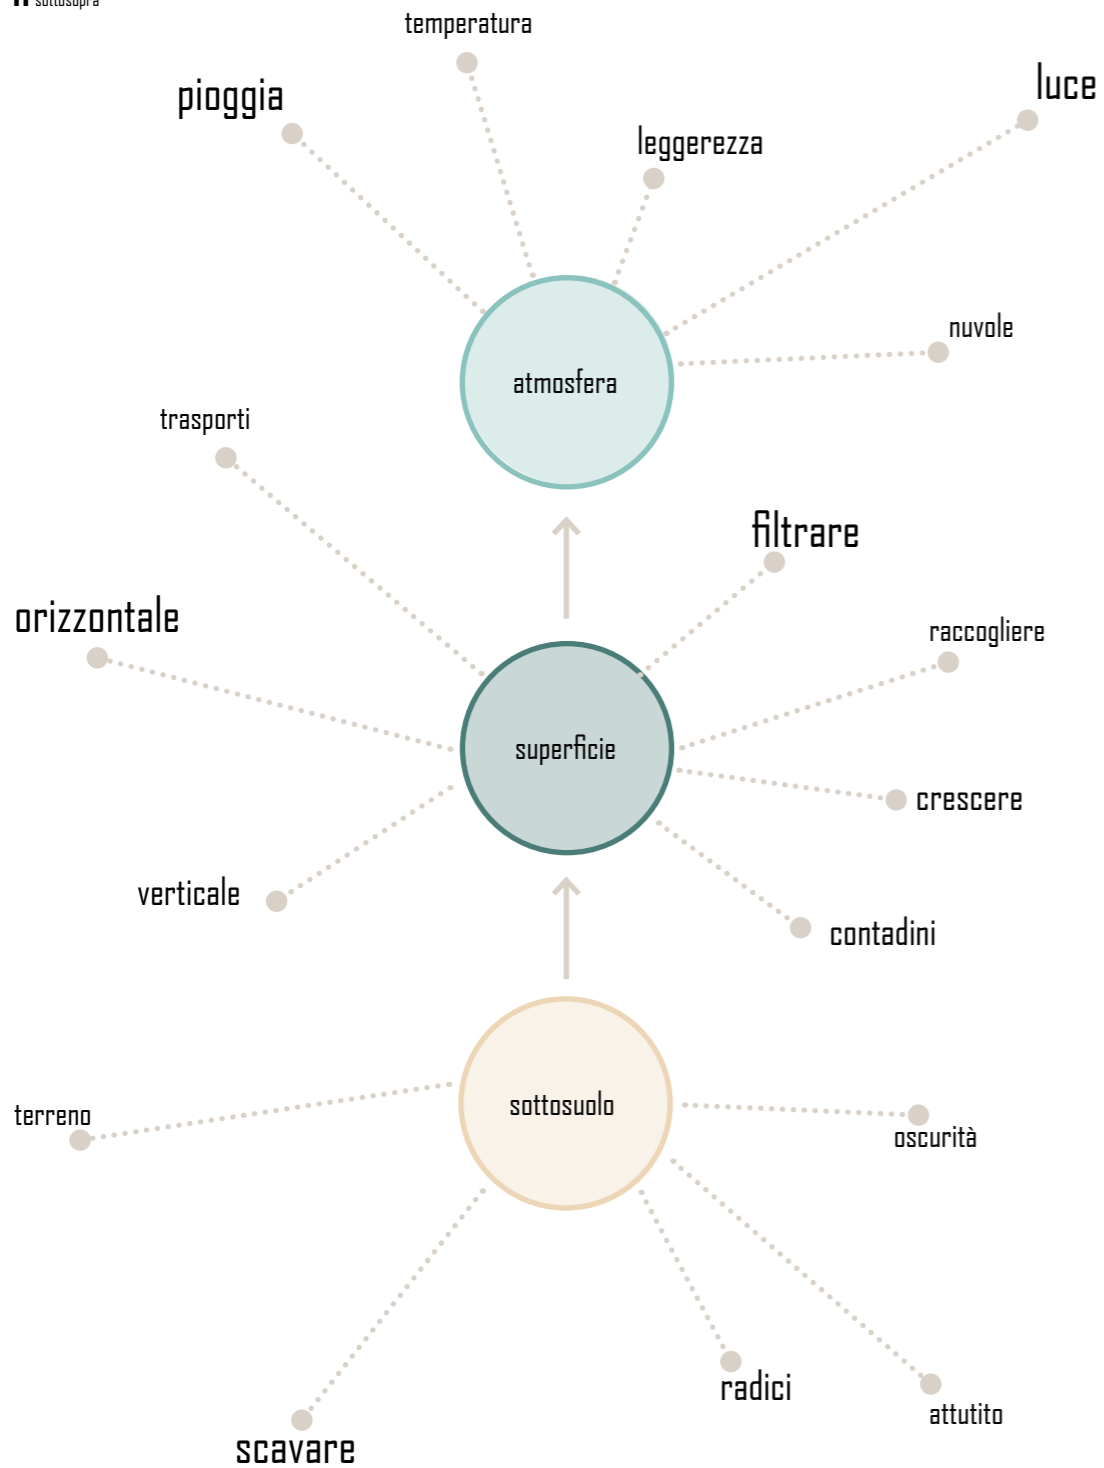 sottosopra
temperatura
pioggia
luce
leggerezza
nuvole
atmosfera
trasporti
filtrare
orizzontale
raccogliere
superficie
crescere
verticale
contadini
sottosuolo
terreno
oscurità
radici
attutito
scavare